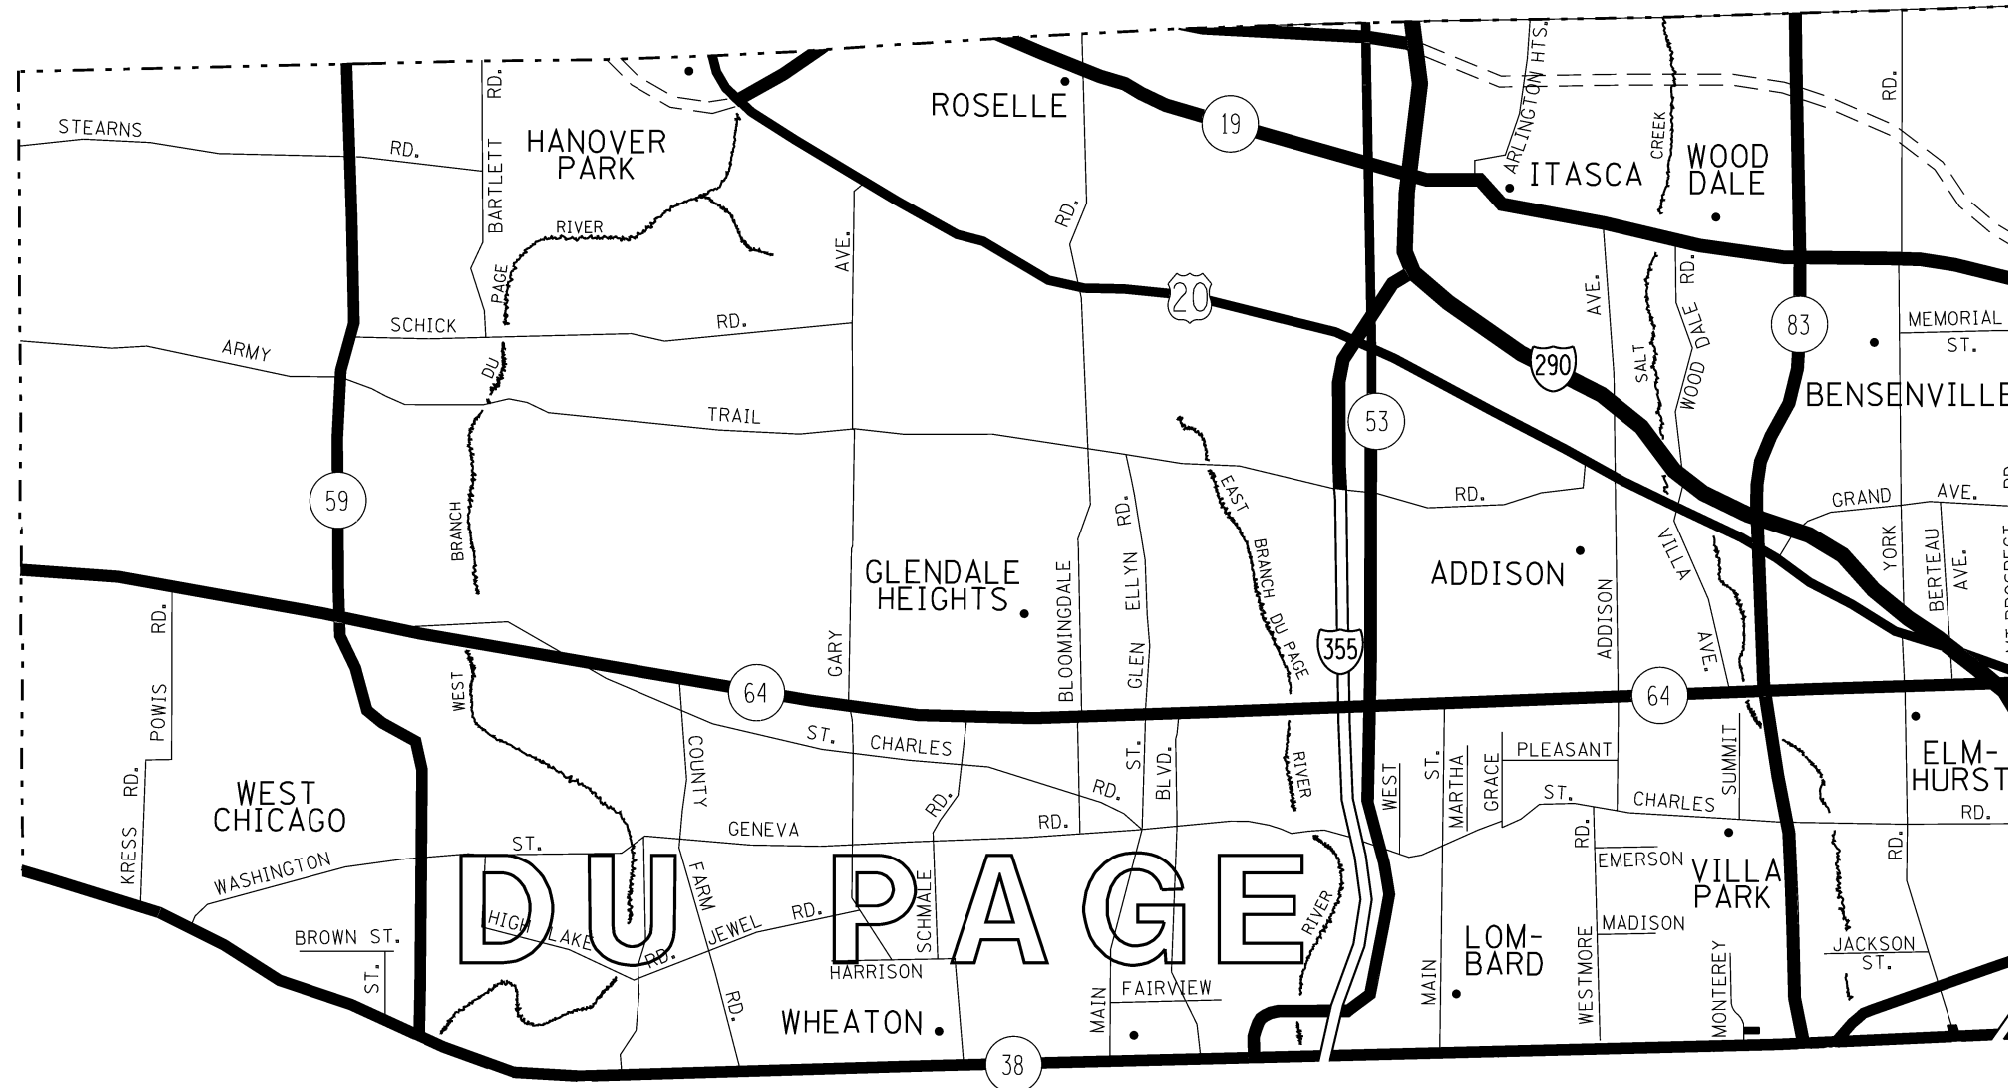 STEARNS
RD.
BARTLETT
RD.
HANOVER
PARK
RIVER
PAGE
DU
BRANCH
WEST
ROSELLE
RD.
19
ARLINGTON HTS.
ITASCA
CREEK
SALT
WOOD
DALE
RD.
SCHICK
RD.
AVE.
20
AVE.
WOOD DALE
RD.
83
MEMORIAL
ST.
BENSENVILLE
ARMY
TRAIL
RD.
290
53
59
EAST
BRANCH
DU PAGE
RIVER
RIVER
GRAND
AVE.
YORK
BERTEAU
AVE.
GLENDALE
HEIGHTS
BLOOMINGDALE
GLEN
ELLYN
RD.
ADDISON
ADDISON
VILLA
AVE.
GARY
355
64
64
POWIS
RD.
KRESS
RD.
COUNTY
FARM
RD.
ST.
CHARLES
RD.
ST.
BLVD.
WEST
ST.
MARTHA
GRACE
PLEASANT
SUMMIT
ELM-
HURST
ST.
CHARLES
RD.
WEST
CHICAGO
WASHINGTON
ST.
GENEVA
RD.
RD.
DU PAGE
HIGH LAKE
RD.
JEWEL
RD.
SCHMALE
HARRISON
RD.
EMERSON
VILLA
PARK
RD.
BROWN ST.
ST.
MADISON
LOM-
BARD
MAIN
WESTMORE
MONTEREY
JACKSON
ST.
WHEATON
MAIN
FAIRVIEW
38